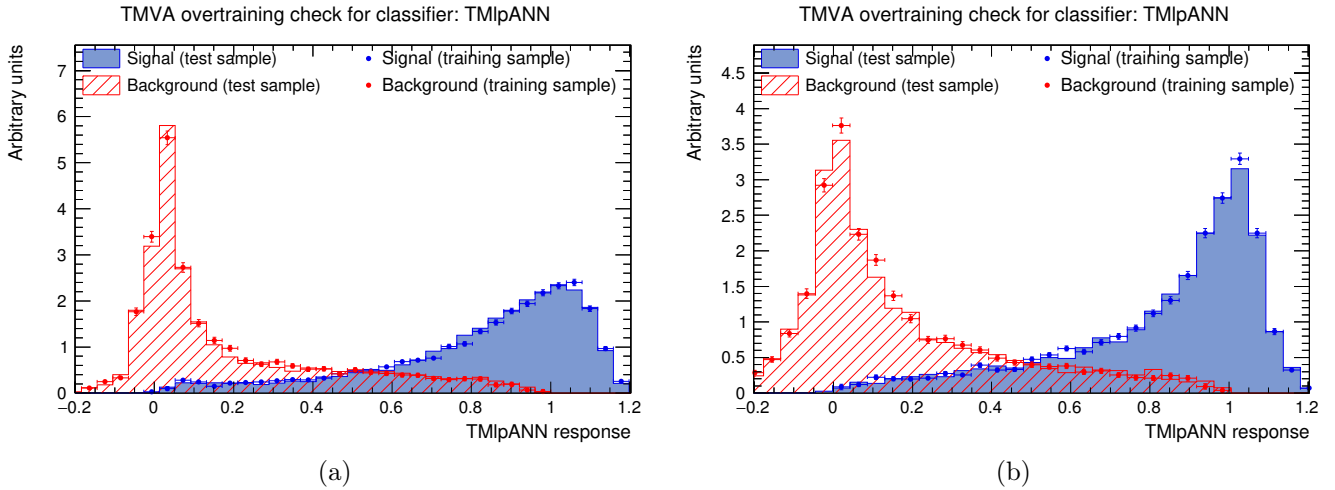 TMVA overtraining check for classifier: TMlpANN
Arbitrary units
7
6
5
4
3
2
1
0
Signal (test sample)
Background (test sample)
Signal (training sample)
Background (training sample)
−0.2 0 0.2 0.4 0.6 0.8 1 1.2
TMlpANN response
(a)
TMVA overtraining check for classifier: TMlpANN
Arbitrary units
4.5
4
3.5
3
2.5
2
1.5
1
0.5
0
Signal (test sample)
Background (test sample)
Signal (training sample)
Background (training sample)
−0.2 0 0.2 0.4 0.6 0.8 1 1.2
TMlpANN response
(b)